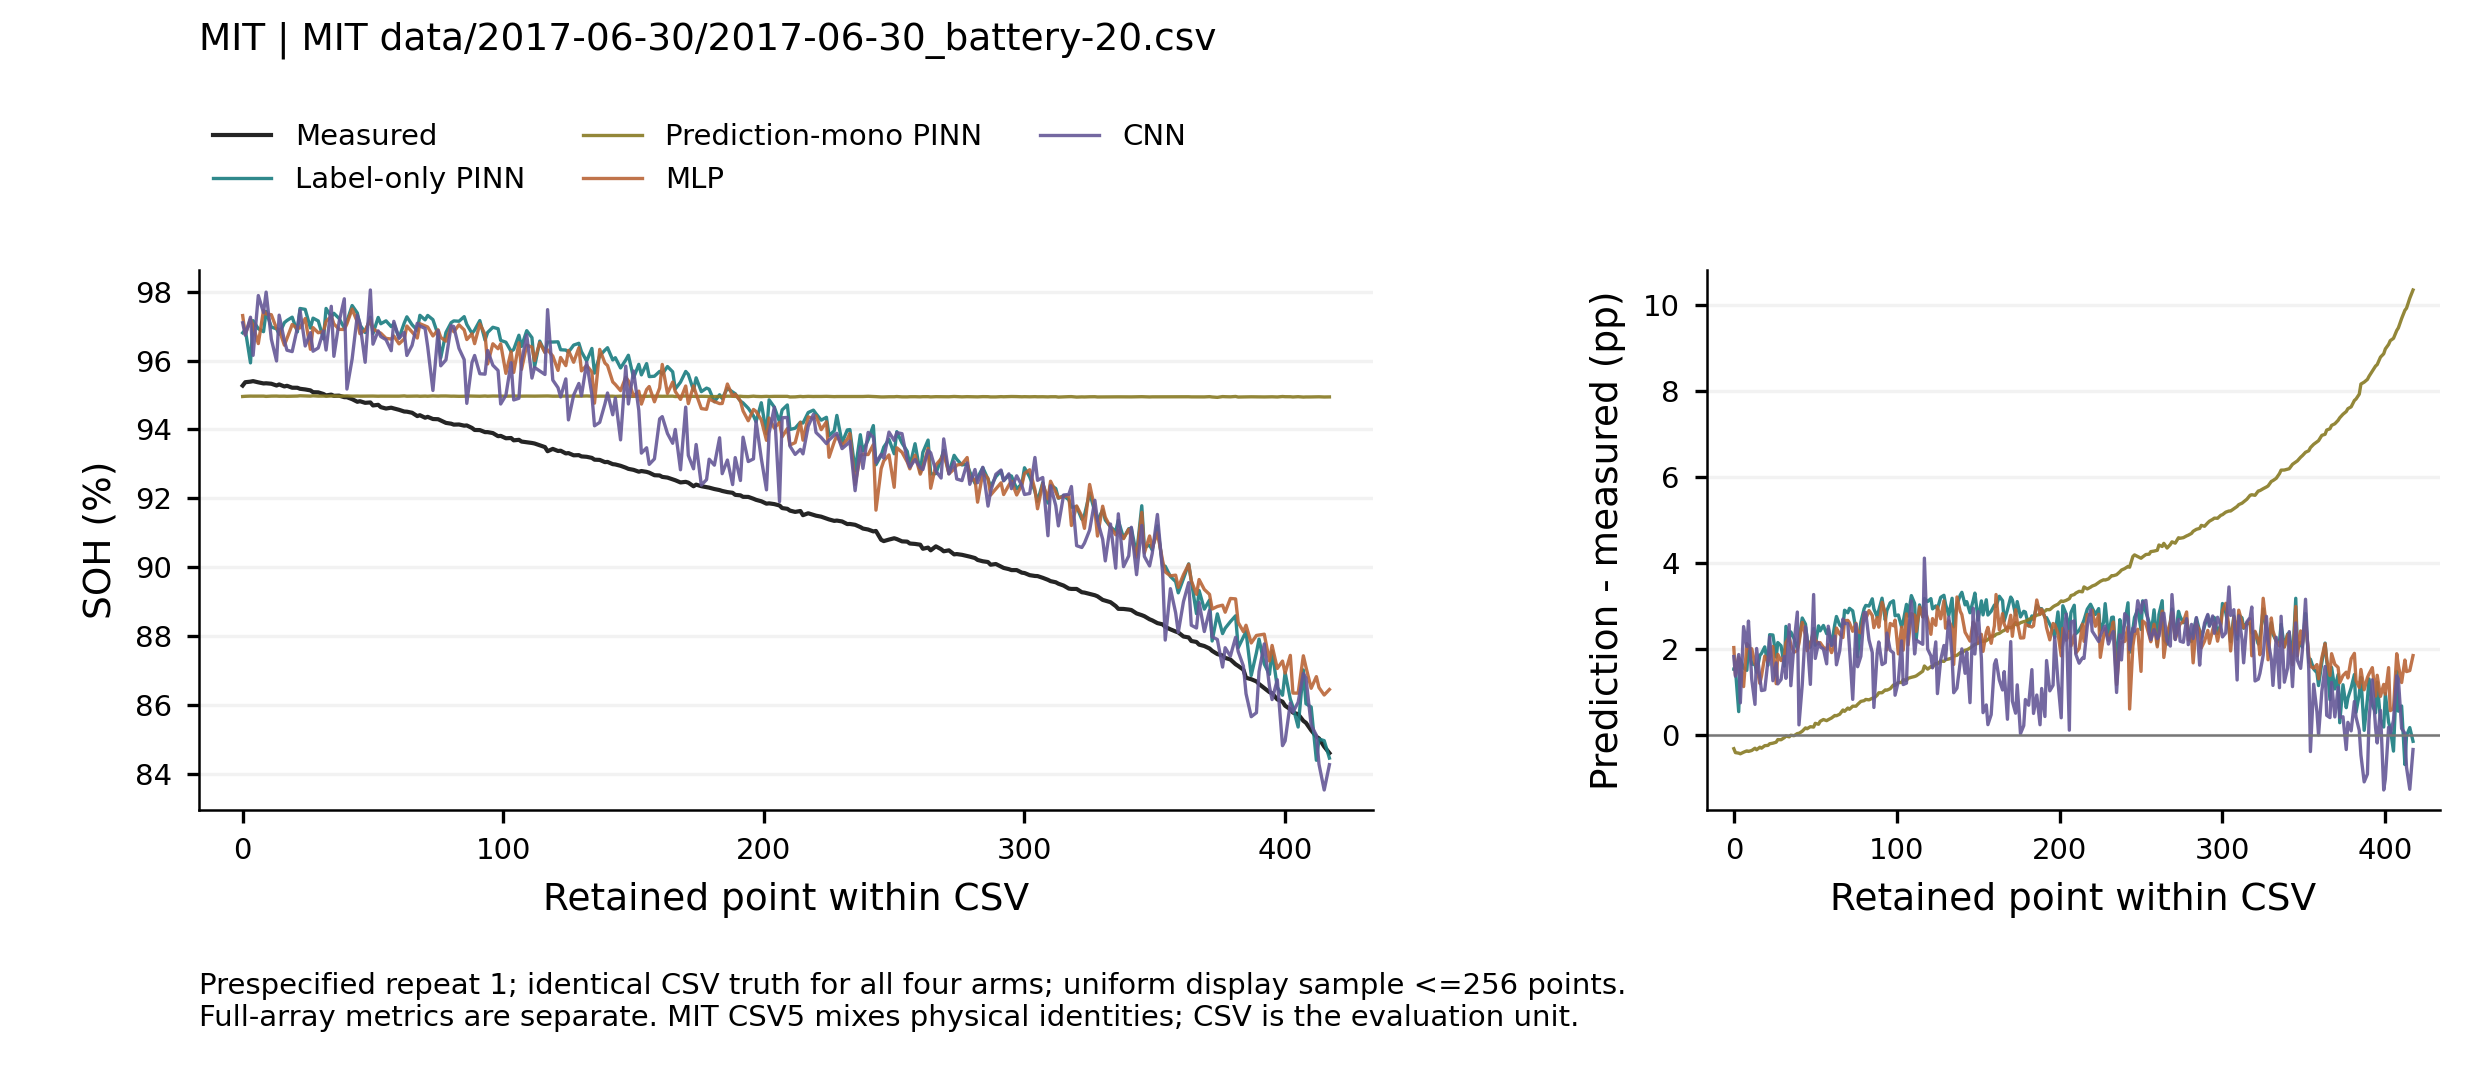 MIT | MIT data/2017-06-30/2017-06-30_battery-20.csv
Measured
Label-only PINN
Prediction-mono PINN
MLP
CNN
SOH (%)
98
96
94
92
90
88
86
84
0
100
200
300
400
Retained point within CSV
Prediction - measured (pp)
10
8
6
4
2
0
0
100
200
300
400
Retained point within CSV
Prespecified repeat 1; identical CSV truth for all four arms; uniform display sample <=256 points.
Full-array metrics are separate. MIT CSV5 mixes physical identities; CSV is the evaluation unit.